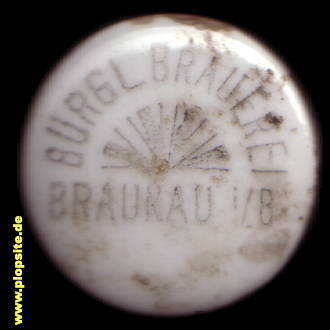 BÜRGL. BRAUEREI
BRAUNAU i/B
www.plopsite.de